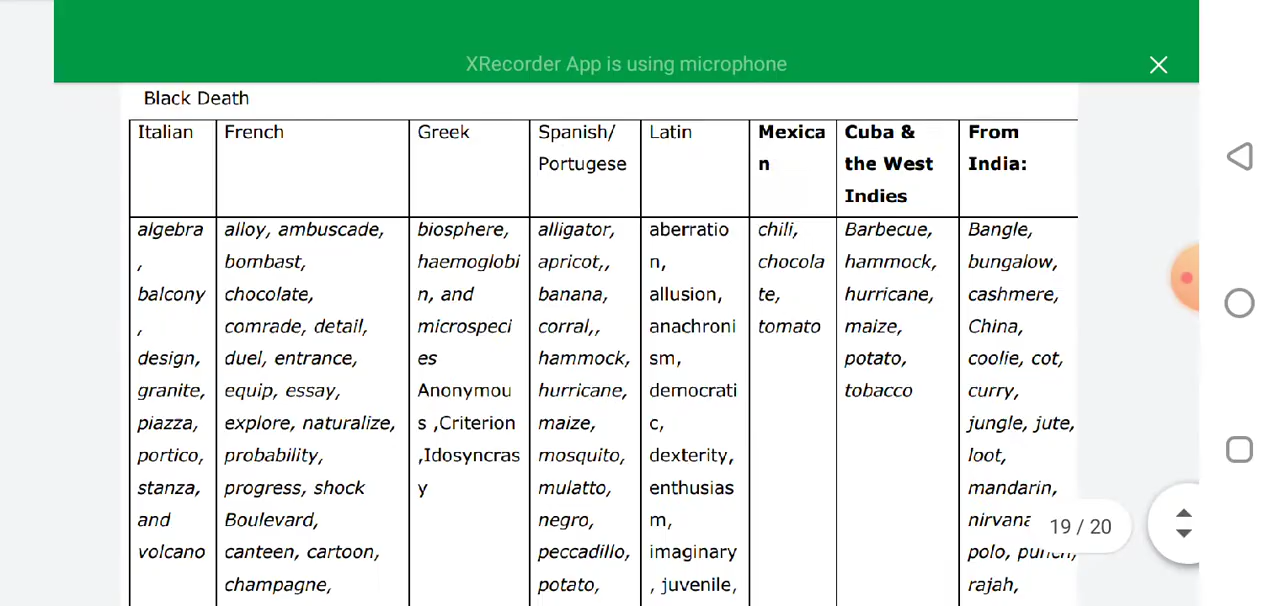 XRecorder App is using microphone
Black Death
Italian
algebra
,
balcony
,
design,
granite,
piazza,
portico,
stanza,
and
volcano
French
alloy, ambuscade,
bombast,
chocolate,
comrade, detail,
duel, entrance,
equip, essay,
explore, naturalize,
probability,
progress, shock
Boulevard,
canteen, cartoon,
champagne,
Greek
biosphere,
haemoglobi
n, and
microspeci
es
Anonymou
s ,Criterion
,Idosyncras
y
Spanish/
Portugese
alligator,
apricot,,
banana,
corral,,
hammock,
hurricane,
maize,
mosquito,
mulatto,
negro,
peccadillo,
potato,
Latin
aberratio
n,
allusion,
anachroni
sm,
democrati
c,
dexterity,
enthusias
m,
imaginary
, juvenile,
Mexica
n
chili,
chocola
te,
tomato
Cuba &
the West
Indies
Barbecue,
hammock,
hurricane,
maize,
potato,
tobacco
From
India:
Bangle,
bungalow,
cashmere,
China,
coolie, cot,
curry,
jungle, jute,
loot,
mandarin,
nirvana
polo, punch,
rajah,
19 / 20